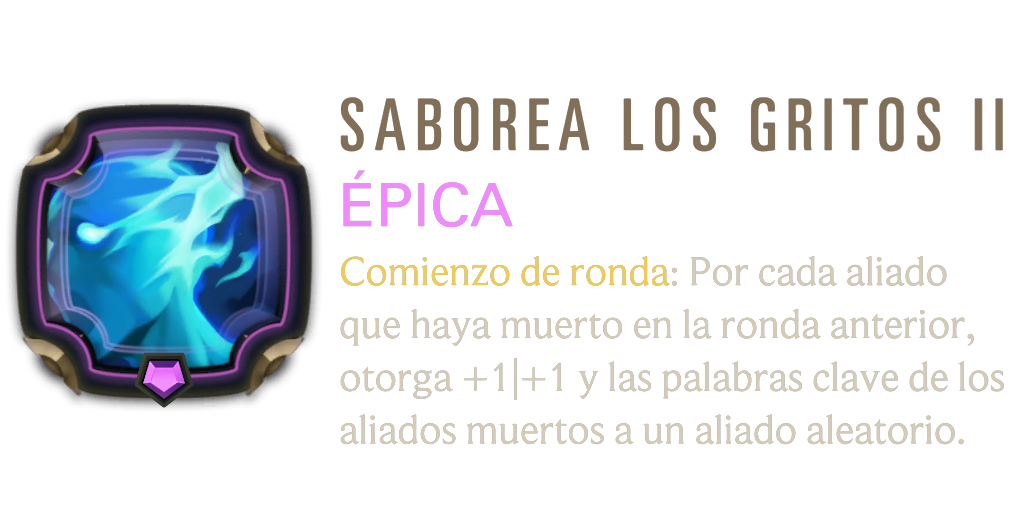 SABOREA LOS GRITOS II
ÉPICA
Comienzo de ronda: Por cada aliado
que haya muerto en la ronda anterior,
otorga +1|+1 y las palabras clave de los
aliados muertos a un aliado aleatorio.